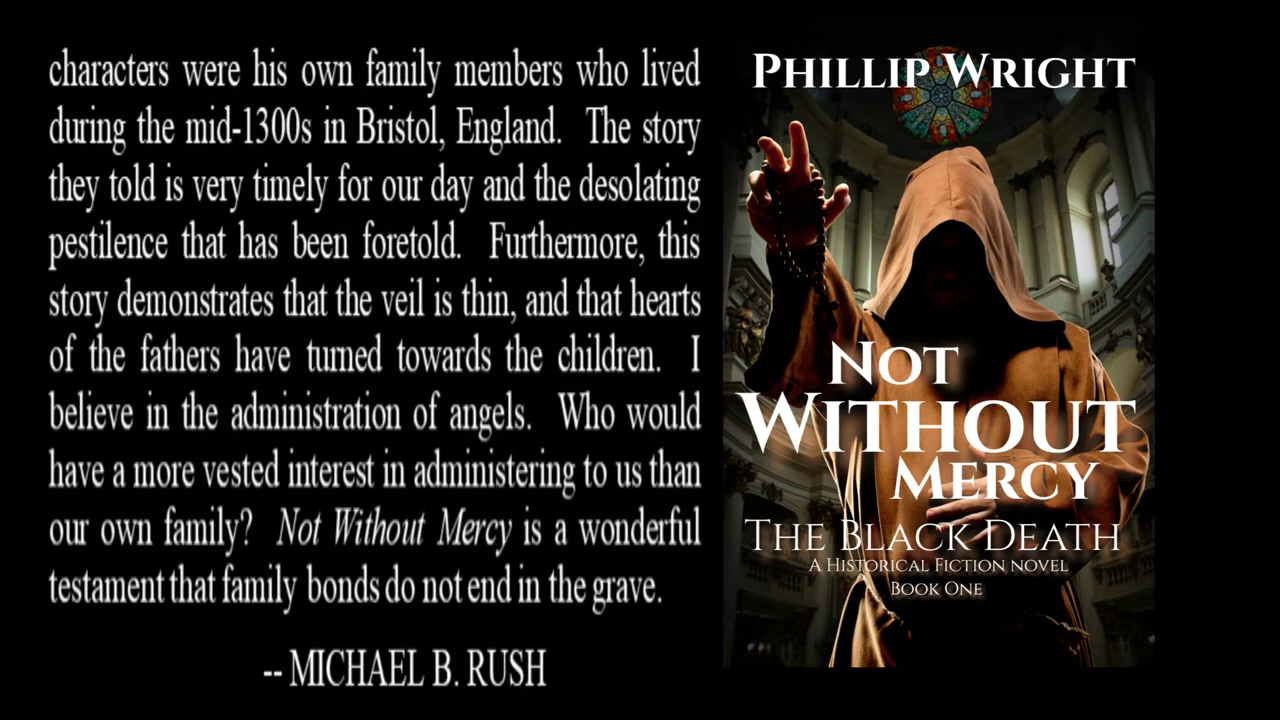 characters were his own family members who lived
during the mid-1300s in Bristol, England. The story
they told is very timely for our day and the desolating
pestilence that has been foretold. Furthermore, this
story demonstrates that the veil is thin, and that hearts
of the fathers have turned towards the children. I
believe in the administration of angels. Who would
have a more vested interest in administering to us than
our own family? Not Without Mercy is a wonderful
testament that family bonds do not end in the grave.
-- MICHAEL B. RUSH
PHILLIP WRIGHT
NOT
WITHOUT
MERCY
THE BLACK DEATH
A HISTORICAL FICTION NOVEL
BOOK ONE